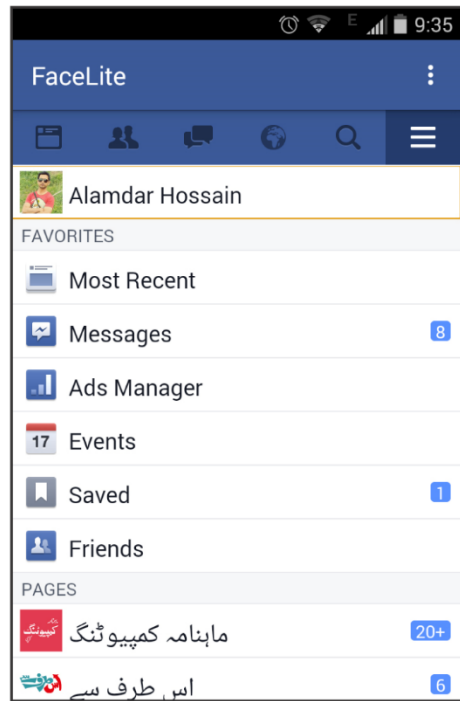 E 9:35
FaceLite
Alamdar Hossain
FAVORITES
Most Recent
Messages 8
Ads Manager
17 Events
Saved 1
Friends
PAGES
کمپیوٹنگ ماہنامہ کمپیوٹنگ 20+
اس طرف سے 6